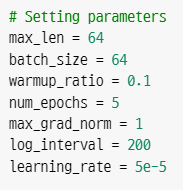 # Setting parameters
max_len = 64
batch_size = 64
warmup_ratio = 0.1
num_epochs = 5
max_grad_norm = 1
log_interval = 200
learning_rate = 5e-5